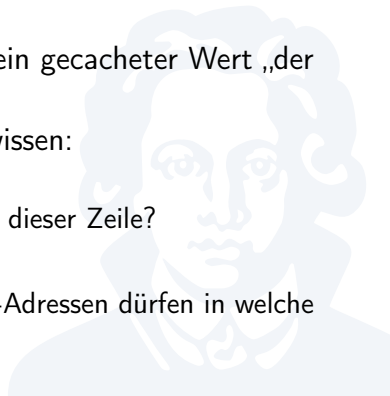 ein gecacheter Wert „der
wissen:
dieser Zeile?
-Adressen dürfen in welche